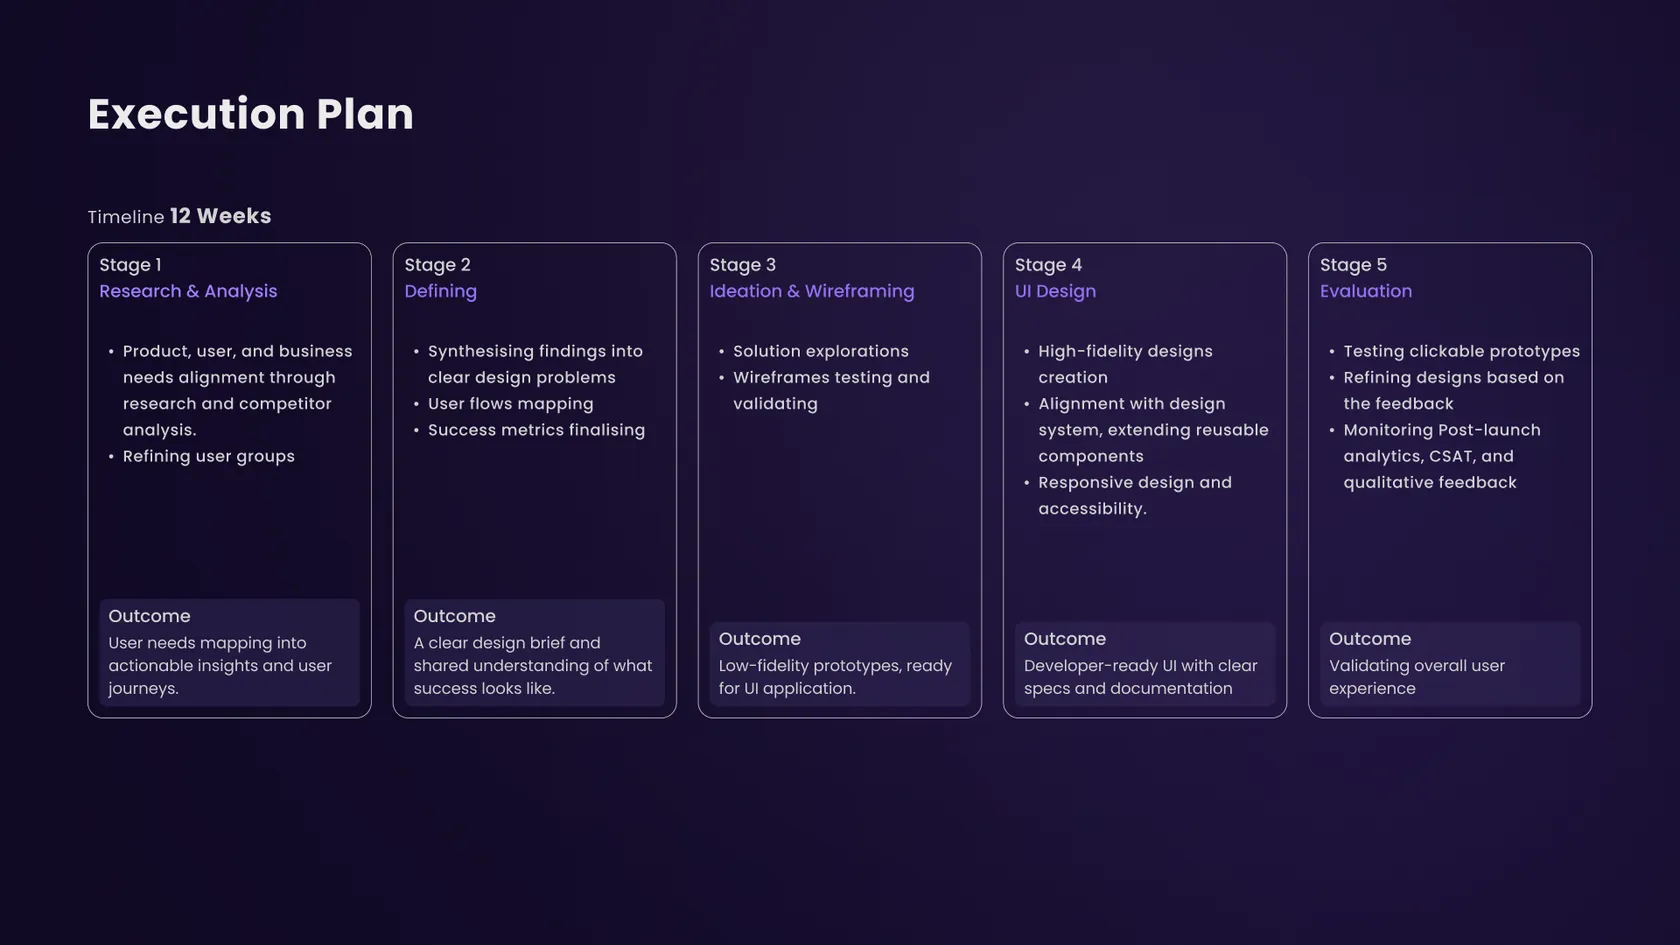 Execution Plan
Timeline 12 Weeks
Stage 1
Research & Analysis
• Product, user, and business
needs alignment through
research and competitor
analysis.
• Refining user groups
Outcome
User needs mapping into
actionable insights and user
journeys.
Stage 2
Defining
• Synthesising findings into
clear design problems
• User flows mapping
• Success metrics finalising
Outcome
A clear design brief and
shared understanding of what
success looks like.
Stage 3
Ideation & Wireframing
• Solution explorations
• Wireframes testing and
validating
Outcome
Low-fidelity prototypes, ready
for UI application.
Stage 4
UI Design
• High-fidelity designs
creation
• Alignment with design
system, extending reusable
components
• Responsive design and
accessibility.
Outcome
Developer-ready UI with clear
specs and documentation
Stage 5
Evaluation
• Testing clickable prototypes
• Refining designs based on
the feedback
• Monitoring Post-launch
analytics, CSAT, and
qualitative feedback
Outcome
Validating overall user
experience